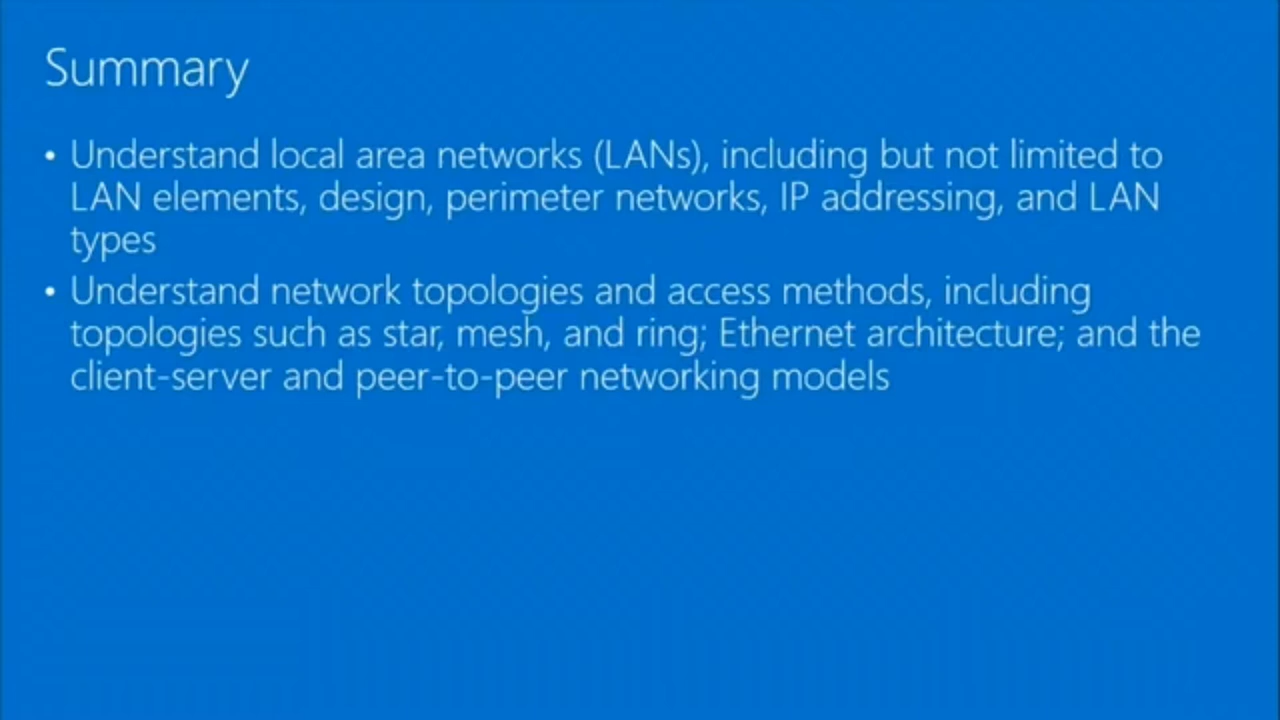 Summary
• Understand local area networks (LANs), including but not limited to
LAN elements, design, perimeter networks, IP addressing, and LAN
types
• Understand network topologies and access methods, including
topologies such as star, mesh, and ring; Ethernet architecture; and the
client-server and peer-to-peer networking models